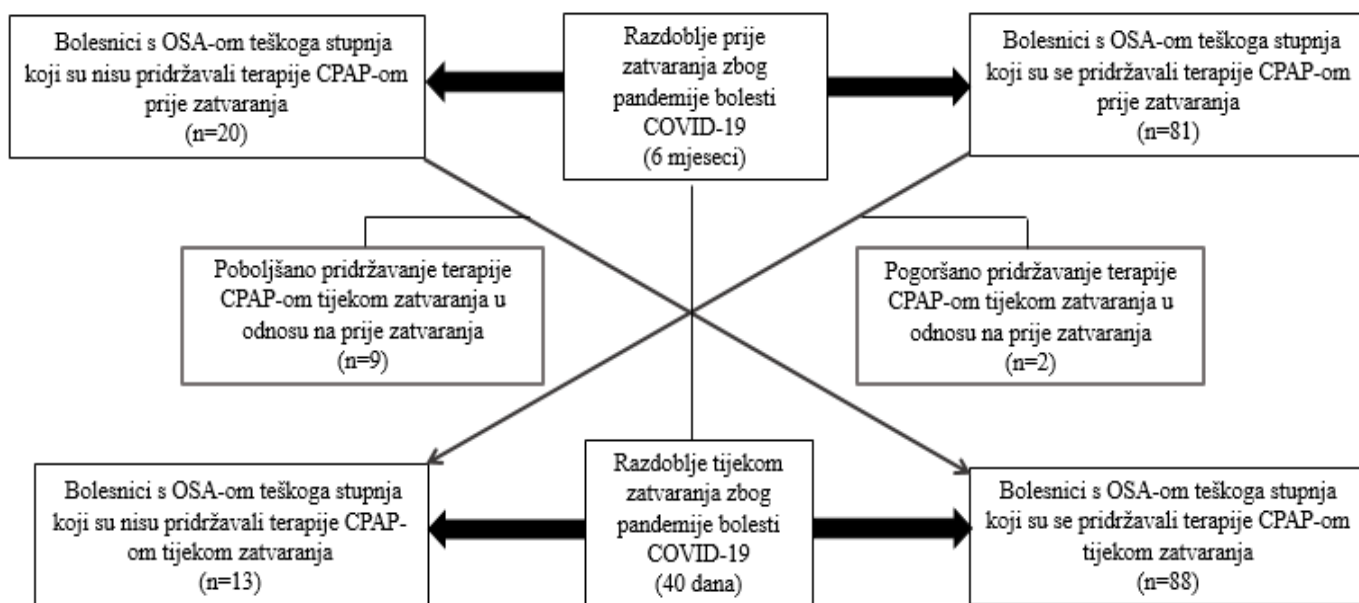 Bolesnici s OSA-om teškoga stupnja
koji su nisu pridržavali terapije CPAP-om
prije zatvaranja
(n=20)
Razdoblje prije
zatvaranja zbog
pandemije bolesti
COVID-19
(6 mjeseci)
Bolesnici s OSA-om teškoga stupnja
koji su se pridržavali terapije CPAP-om
prije zatvaranja
(n=81)
Poboljšano pridržavanje terapije
CPAP-om tijekom zatvaranja u
odnosu na prije zatvaranja
(n=9)
Pogoršano pridržavanje terapije
CPAP-om tijekom zatvaranja u
odnosu na prije zatvaranja
(n=2)
Bolesnici s OSA-om teškoga stupnja
koji su nisu pridržavali terapije CPAP-
om tijekom zatvaranja
(n=13)
Razdoblje tijekom
zatvaranja zbog
pandemije bolesti
COVID-19
(40 dana)
Bolesnici s OSA-om teškoga stupnja
koji su se pridržavali terapije CPAP-om
tijekom zatvaranja
(n=88)